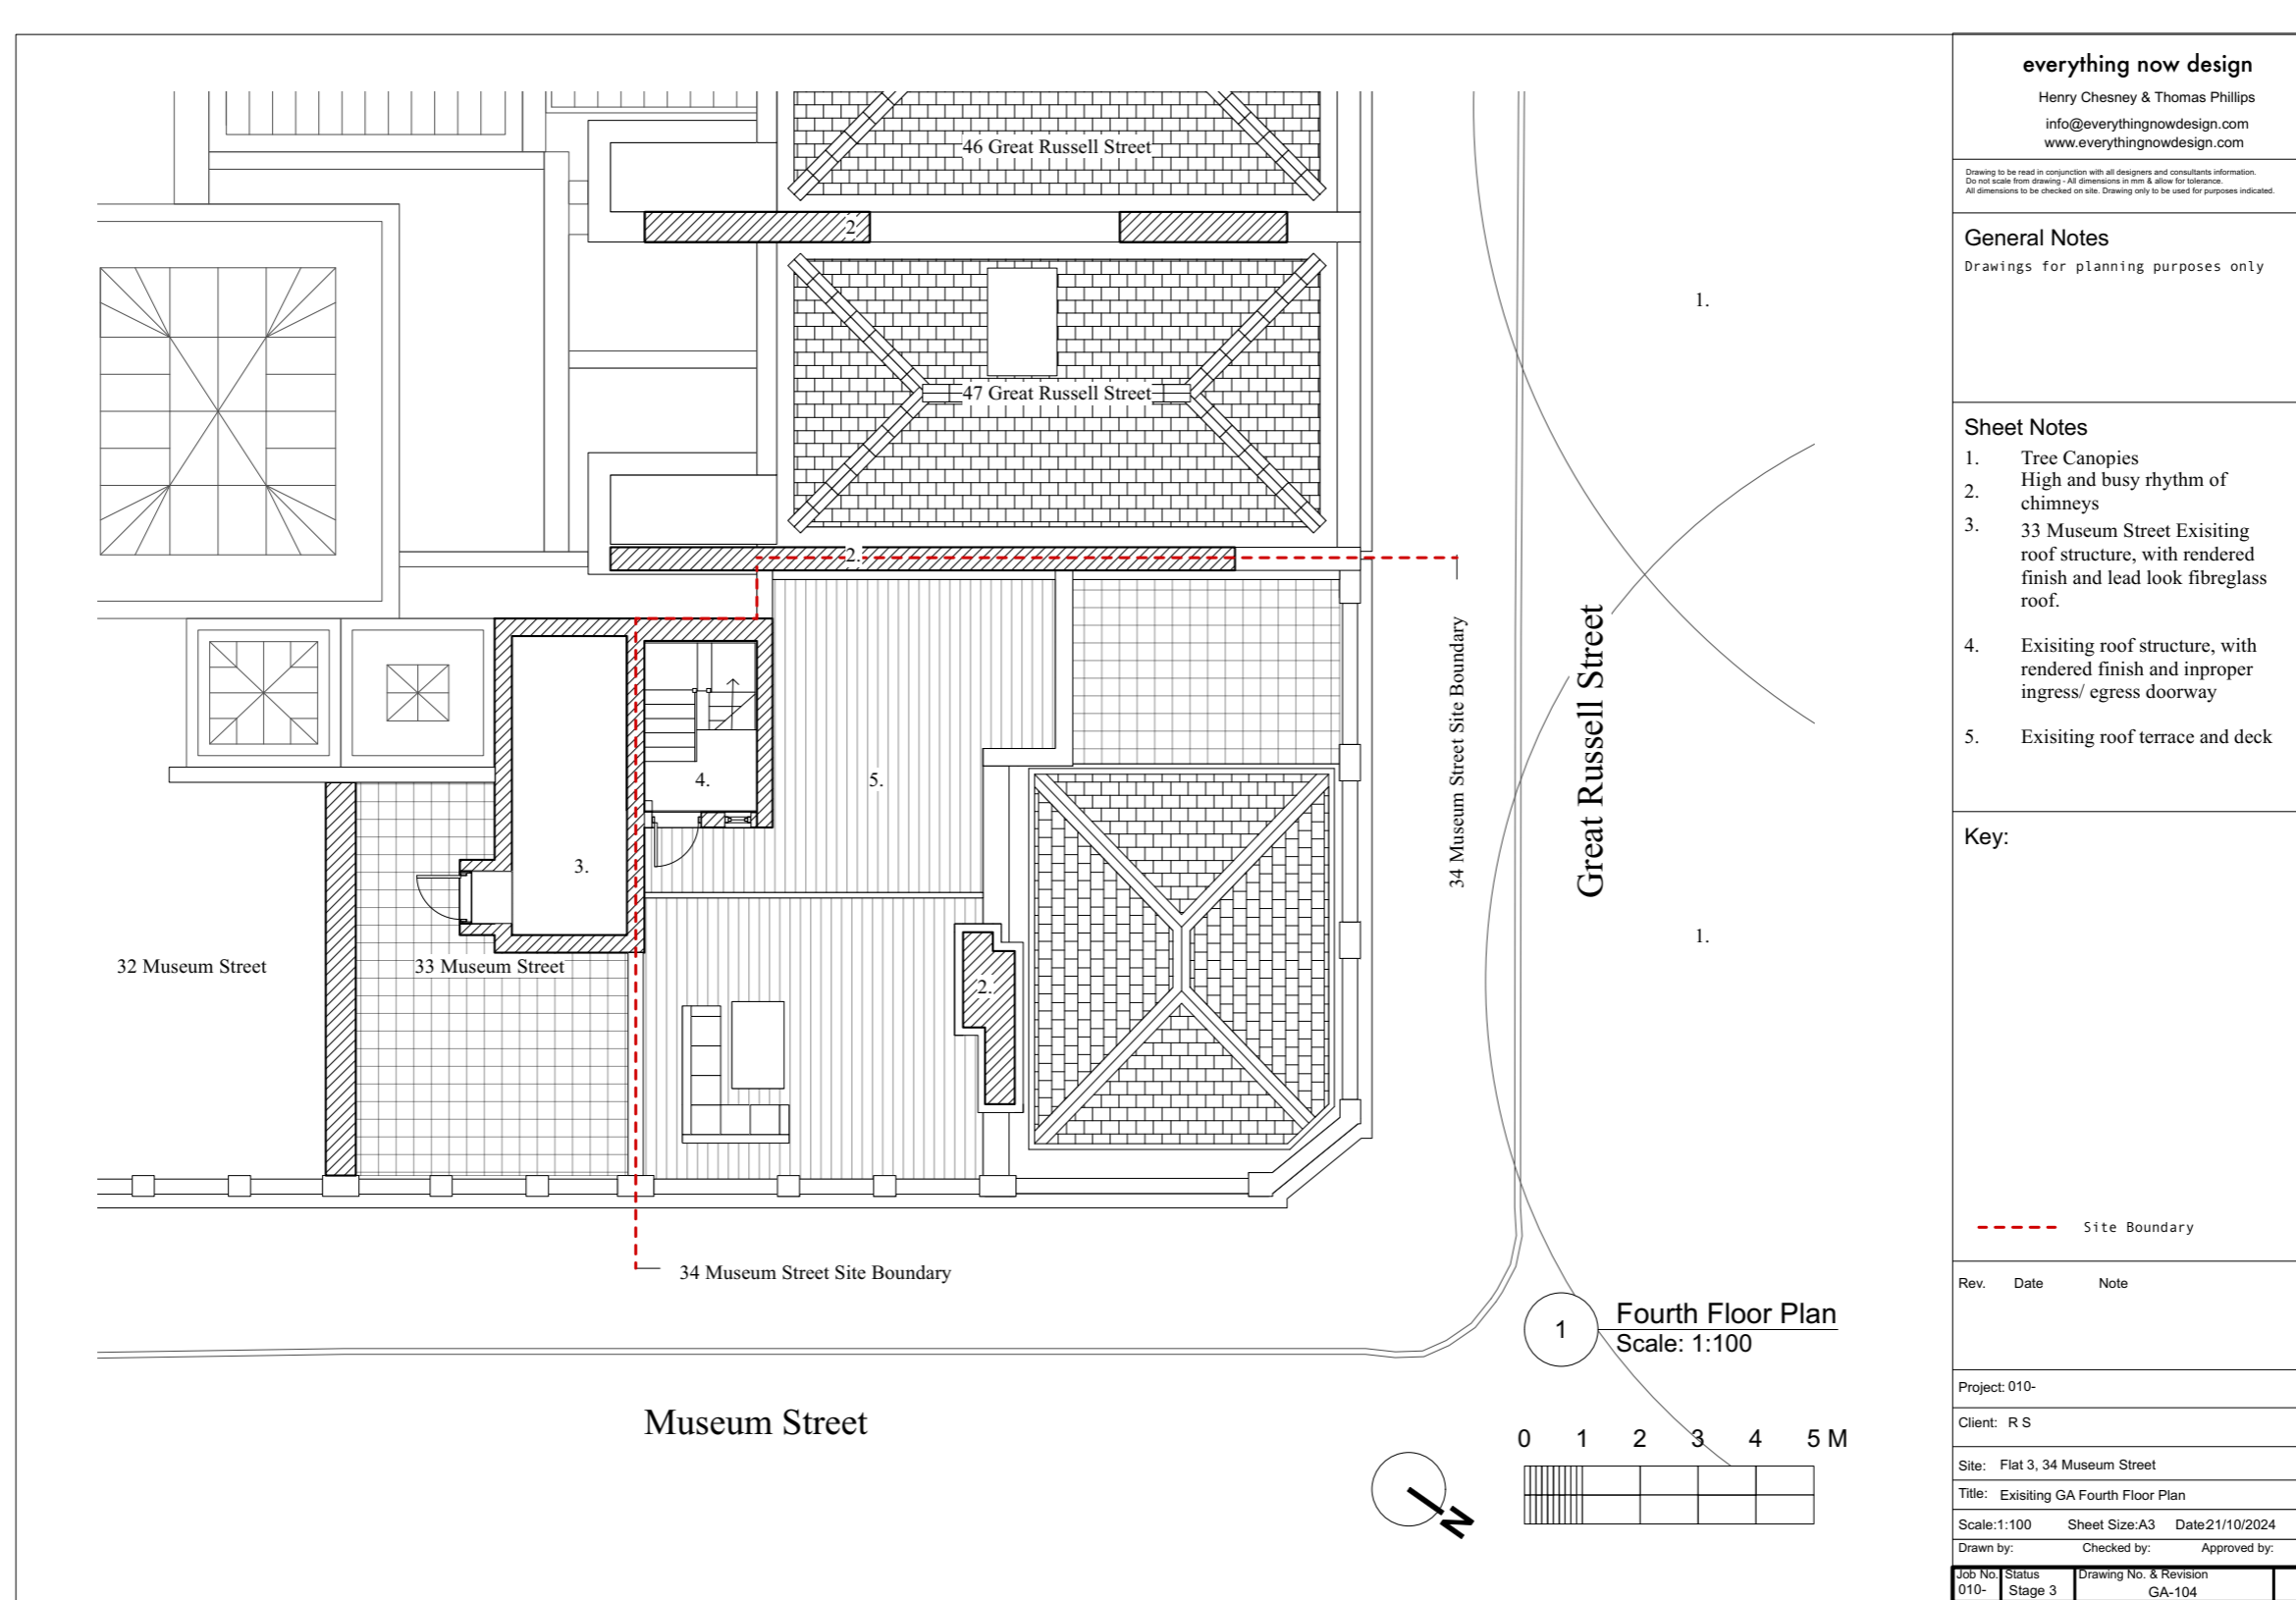 46 Great Russell Street
2
1.
47 Great Russell Street
2.
34 Museum Street Site Boundary
Great Russell Street
4.
5.
3.
1.
32 Museum Street
33 Museum Street
2.
34 Museum Street Site Boundary
1
Fourth Floor Plan
Scale: 1:100
Museum Street
0 1 2 3 4 5 M
N
everything now design
Henry Chesney & Thomas Phillips
info@everythingnowdesign.com
www.everythingnowdesign.com
Drawing to be read in conjunction with all designers and consultants information.
Do not scale from drawing - All dimensions in mm & allow for tolerance.
All dimensions to be checked on site. Drawing only to be used for purposes indicated.
General Notes
Drawings for planning purposes only
Sheet Notes
1. Tree Canopies
2. High and busy rhythm of
chimneys
3. 33 Museum Street Exisiting
roof structure, with rendered
finish and lead look fibreglass
roof.
4. Exisiting roof structure, with
rendered finish and inproper
ingress/ egress doorway
5. Exisiting roof terrace and deck
Key:
Site Boundary
Rev. Date Note
Project: 010-
Client: R S
Site: Flat 3, 34 Museum Street
Title: Exisiting GA Fourth Floor Plan
Scale:1:100 Sheet Size:A3 Date21/10/2024
Drawn by: Checked by: Approved by:
Job No. Status Drawing No. & Revision
010- Stage 3 GA-104